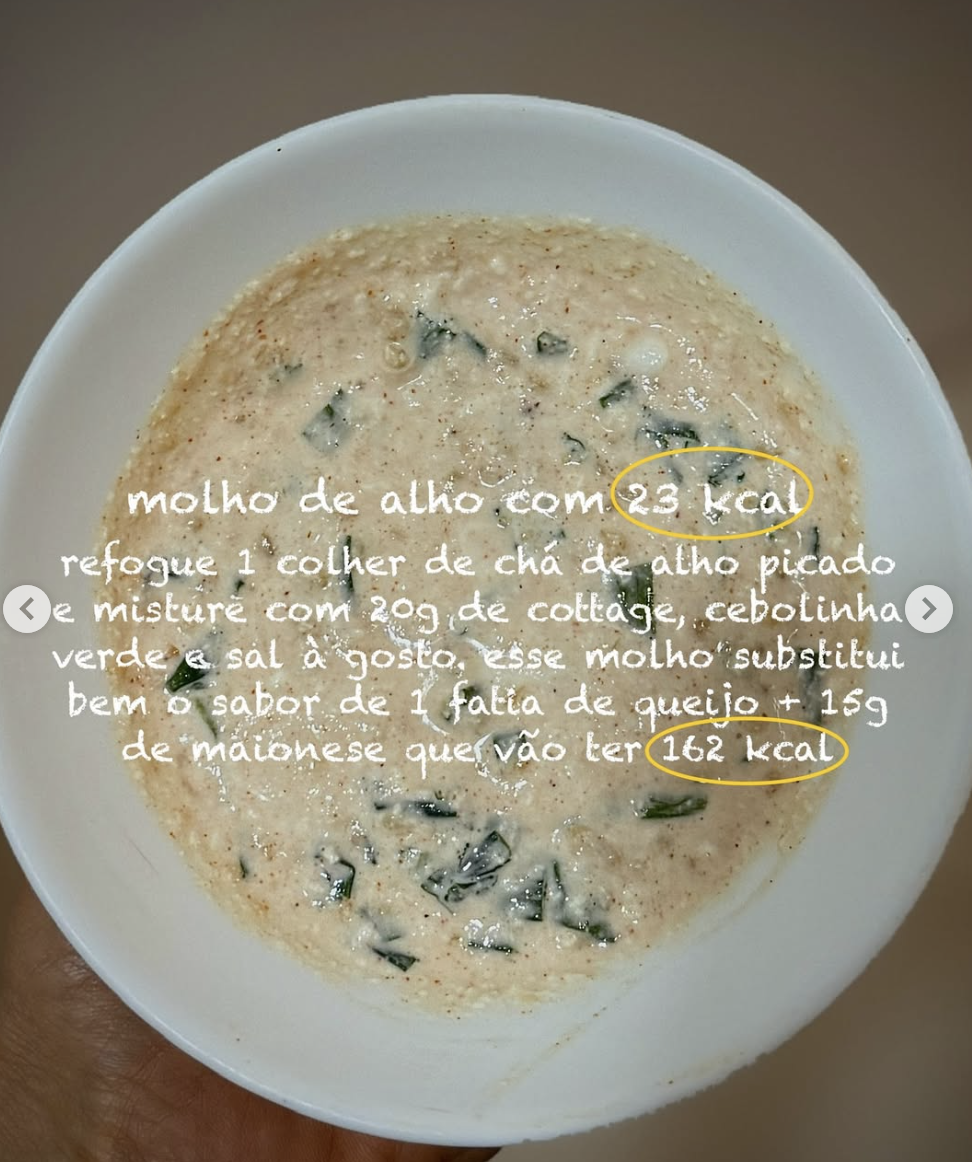 molho de alho com 23 kcal
refogue 1 colher de chá de alho picado
e misture com 20g de cottage, cebolinha
verde e sal à gosto. esse molho substitui
bem o sabor de 1 fatia de queijo + 15g
de maionese que vão ter 162 kcal